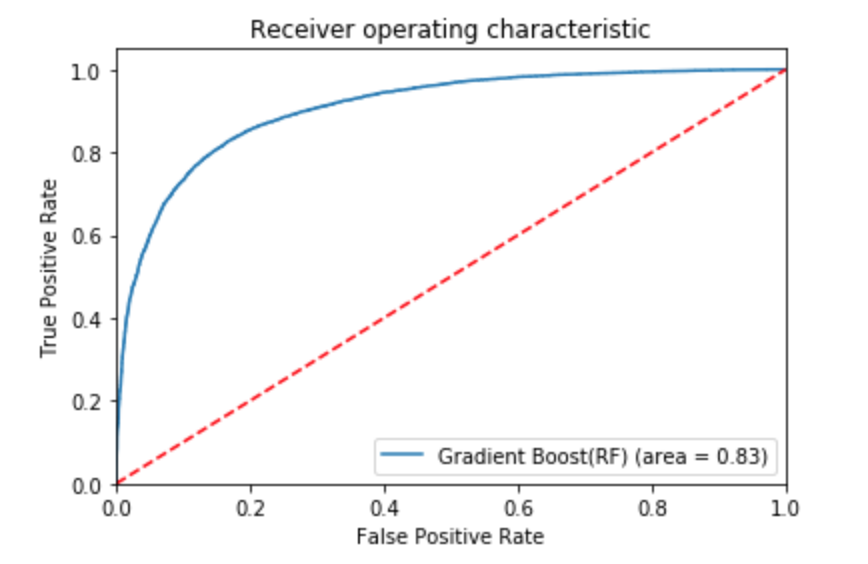 Receiver operating characteristic
True Positive Rate
1.0
0.8
0.6
0.4
0.2
0.0
Gradient Boost(RF) (area = 0.83)
0.0 0.2 0.4 0.6 0.8 1.0
False Positive Rate